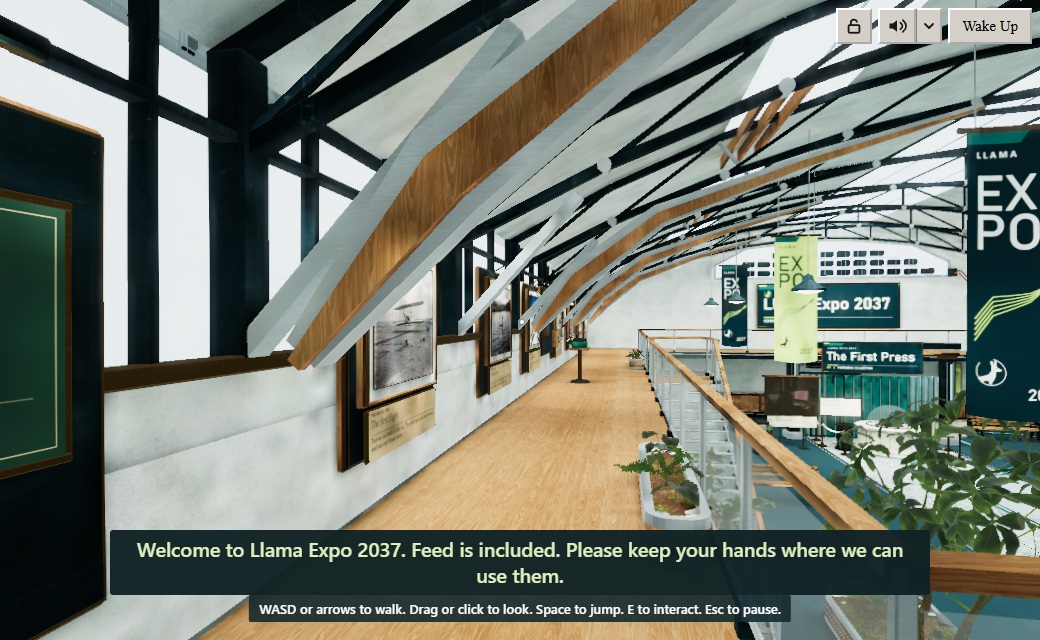 Wake Up
LLAMA
EX
PO
EX
PO
EX
PO
Expo 2037
The First Press
20
Welcome to Llama Expo 2037. Feed is included. Please keep your hands where we can
use them.
WASD or arrows to walk. Drag or click to look. Space to jump. E to interact. Esc to pause.